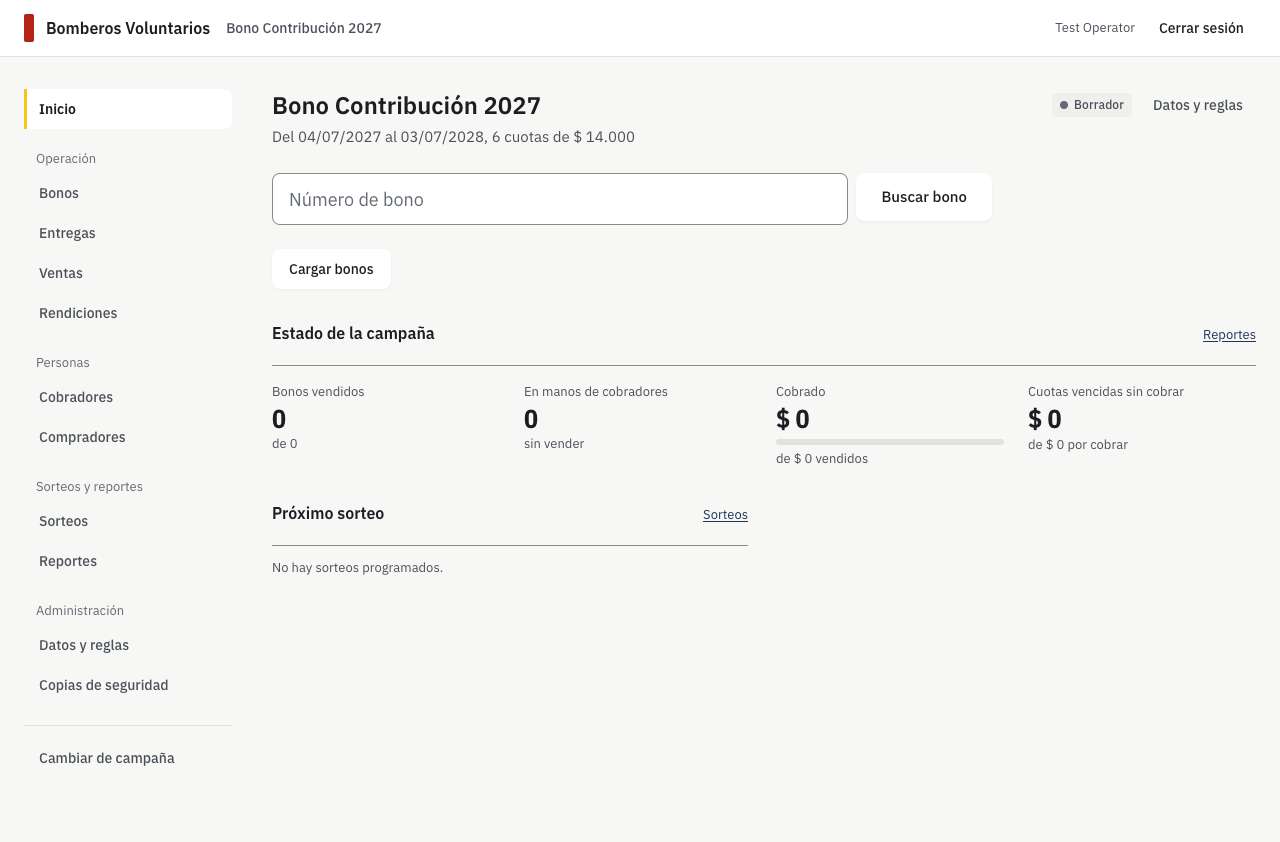 Bomberos Voluntarios
Bono Contribución 2027
Test Operator
Cerrar sesión
Inicio
Operación
Bonos
Entregas
Ventas
Rendiciones
Personas
Cobradores
Compradores
Sorteos y reportes
Sorteos
Reportes
Administración
Datos y reglas
Copias de seguridad
Cambiar de campaña
Bono Contribución 2027
Borrador
Datos y reglas
Del 04/07/2027 al 03/07/2028, 6 cuotas de $ 14.000
Número de bono
Buscar bono
Cargar bonos
Estado de la campaña
Reportes
Bonos vendidos
0
de 0
En manos de cobradores
0
sin vender
Cobrado
$ 0
de $ 0 vendidos
Cuotas vencidas sin cobrar
$ 0
de $ 0 por cobrar
Próximo sorteo
Sorteos
No hay sorteos programados.